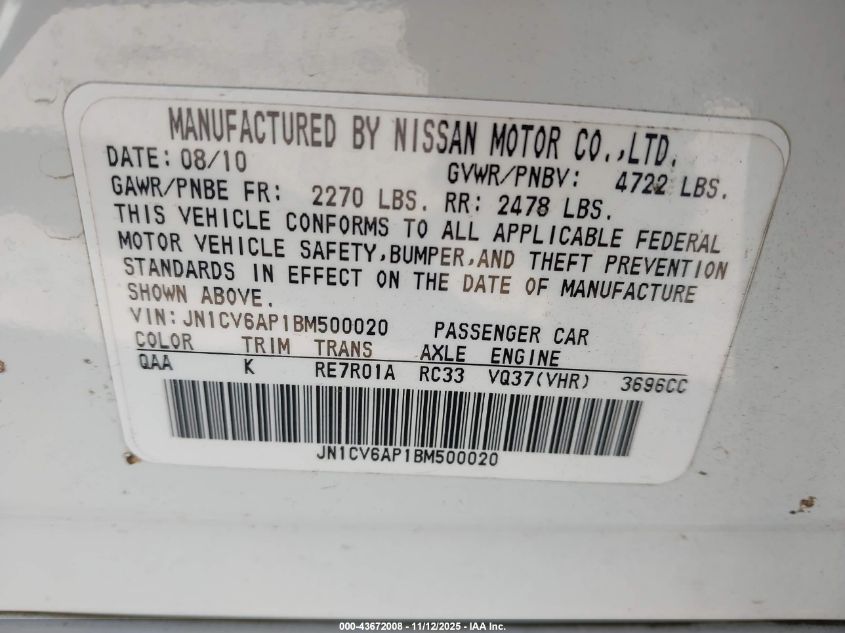 MANUFACTURED BY NISSAN MOTOR CO.,LTD.
DATE: 08/10 GVWR/PNBV: 4722 LBS.
GAWR/PNBE FR: 2270 LBS. RR: 2478 LBS.
THIS VEHICLE CONFORMS TO ALL APPLICABLE FEDERAL
MOTOR VEHICLE SAFETY,BUMPER,AND THEFT PREVENTION
STANDARDS IN EFFECT ON THE DATE OF MANUFACTURE
SHOWN ABOVE.
VIN:JN1CV6AP1BM500020 PASSENGER CAR
COLOR TRIM TRANS AXLE ENGINE
QAA K RE7R01A RC33 VQ37(VHR) 3696CC
JN1CV6AP1BM500020
000-43672008 - 11/12/2025 - IAA Inc.